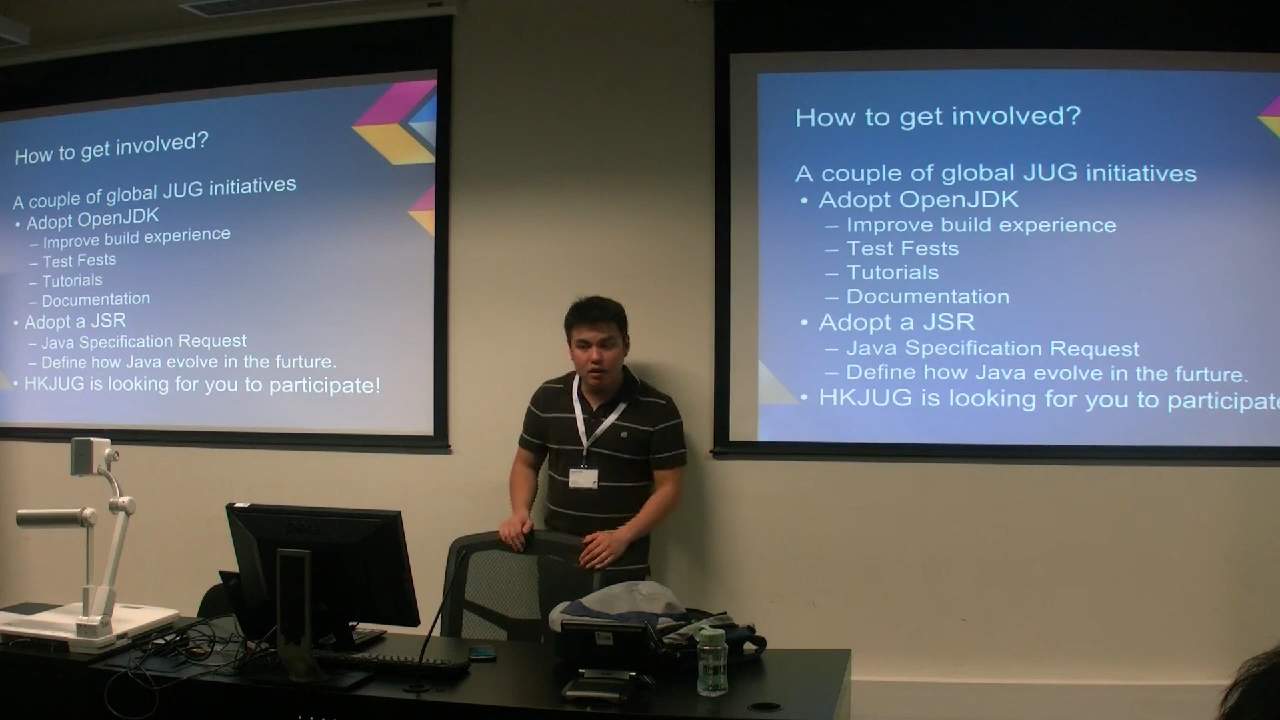 How to get involved?
A couple of global JUG initiatives
• Adopt OpenJDK
– Improve build experience
– Test Fests
– Tutorials
– Documentation
• Adopt a JSR
– Java Specification Request
– Define how Java evolve in the furture.
• HKJUG is looking for you to participate!
How to get involved?
A couple of global JUG initiatives
• Adopt OpenJDK
– Improve build experience
– Test Fests
– Tutorials
– Documentation
• Adopt a JSR
– Java Specification Request
– Define how Java evolve in the furture.
• HKJUG is looking for you to participate
DELL